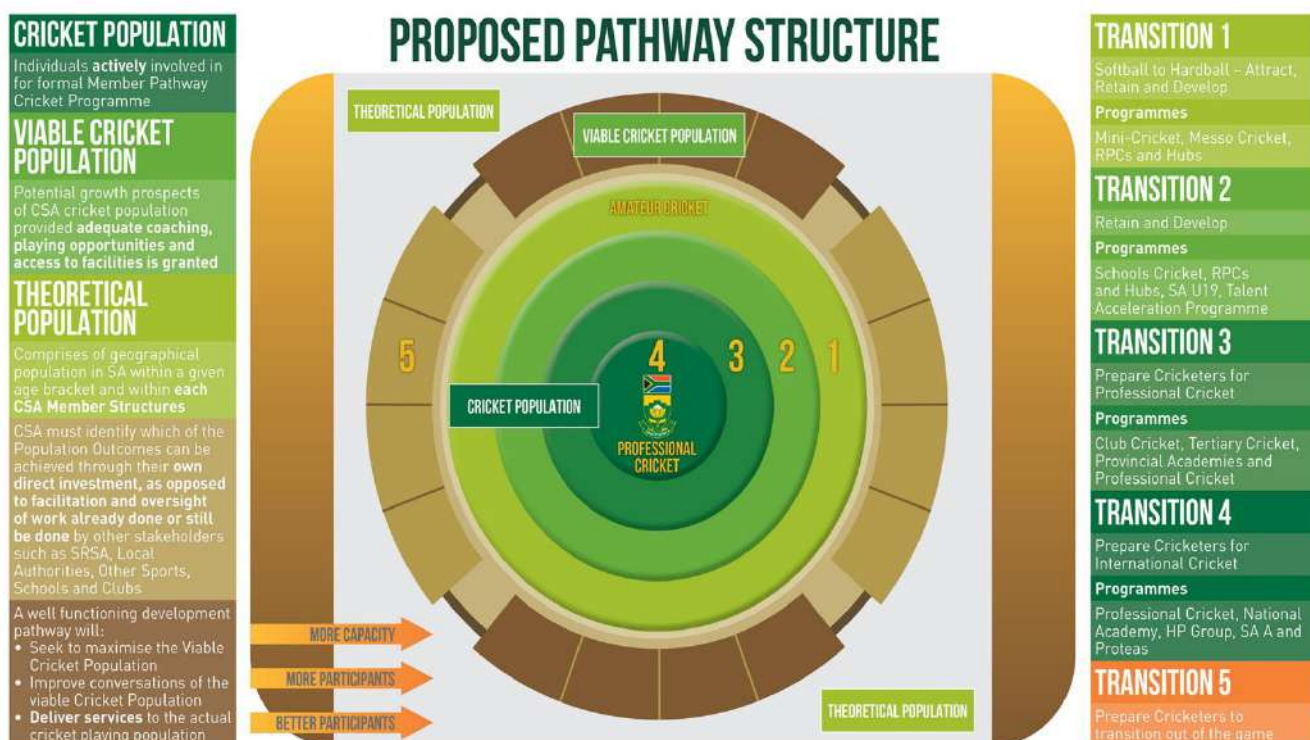 PROPOSED PATHWAY STRUCTURE
CRICKET POPULATION
Individuals actively involved in
for formal Member Pathway
Cricket Programme
VIABLE CRICKET
POPULATION
Potential growth prospects
of CSA cricket population
provided adequate coaching,
playing opportunities and
access to facilities is granted
THEORETICAL
POPULATION
Comprises of geographical
population in SA within a given
age bracket and within each
CSA Member Structures
CSA must identify which of the
Population Outcomes can be
achieved through their own
direct investment, as opposed
to facilitation and oversight
of work already done or still
be done by other stakeholders
such as SRSA, Local
Authorities, Other Sports,
Schools and Clubs
A well functioning development
pathway will:
• Seek to maximise the Viable
Cricket Population
• Improve conversations of the
viable Cricket Population
• Deliver services to the actual
cricket playing population
THEORETICAL POPULATION
VIABLE CRICKET POPULATION
AMATEUR CRICKET
5
4
3
2
1
CRICKET POPULATION
PROFESSIONAL
CRICKET
MORE CAPACITY
MORE PARTICIPANTS
BETTER PARTICIPANTS
THEORETICAL POPULATION
TRANSITION 1
Softball to Hardball – Attract,
Retain and Develop
Programmes
Mini-Cricket, Messo Cricket,
RPCs and Hubs
TRANSITION 2
Retain and Develop
Programmes
Schools Cricket, RPCs
and Hubs, SA U19, Talent
Acceleration Programme
TRANSITION 3
Prepare Cricketers for
Professional Cricket
Programmes
Club Cricket, Tertiary Cricket,
Provincial Academies and
Professional Cricket
TRANSITION 4
Prepare Cricketers for
International Cricket
Programmes
Professional Cricket, National
Academy, HP Group, SA A and
Proteas
TRANSITION 5
Prepare Cricketers to
transition out of the game